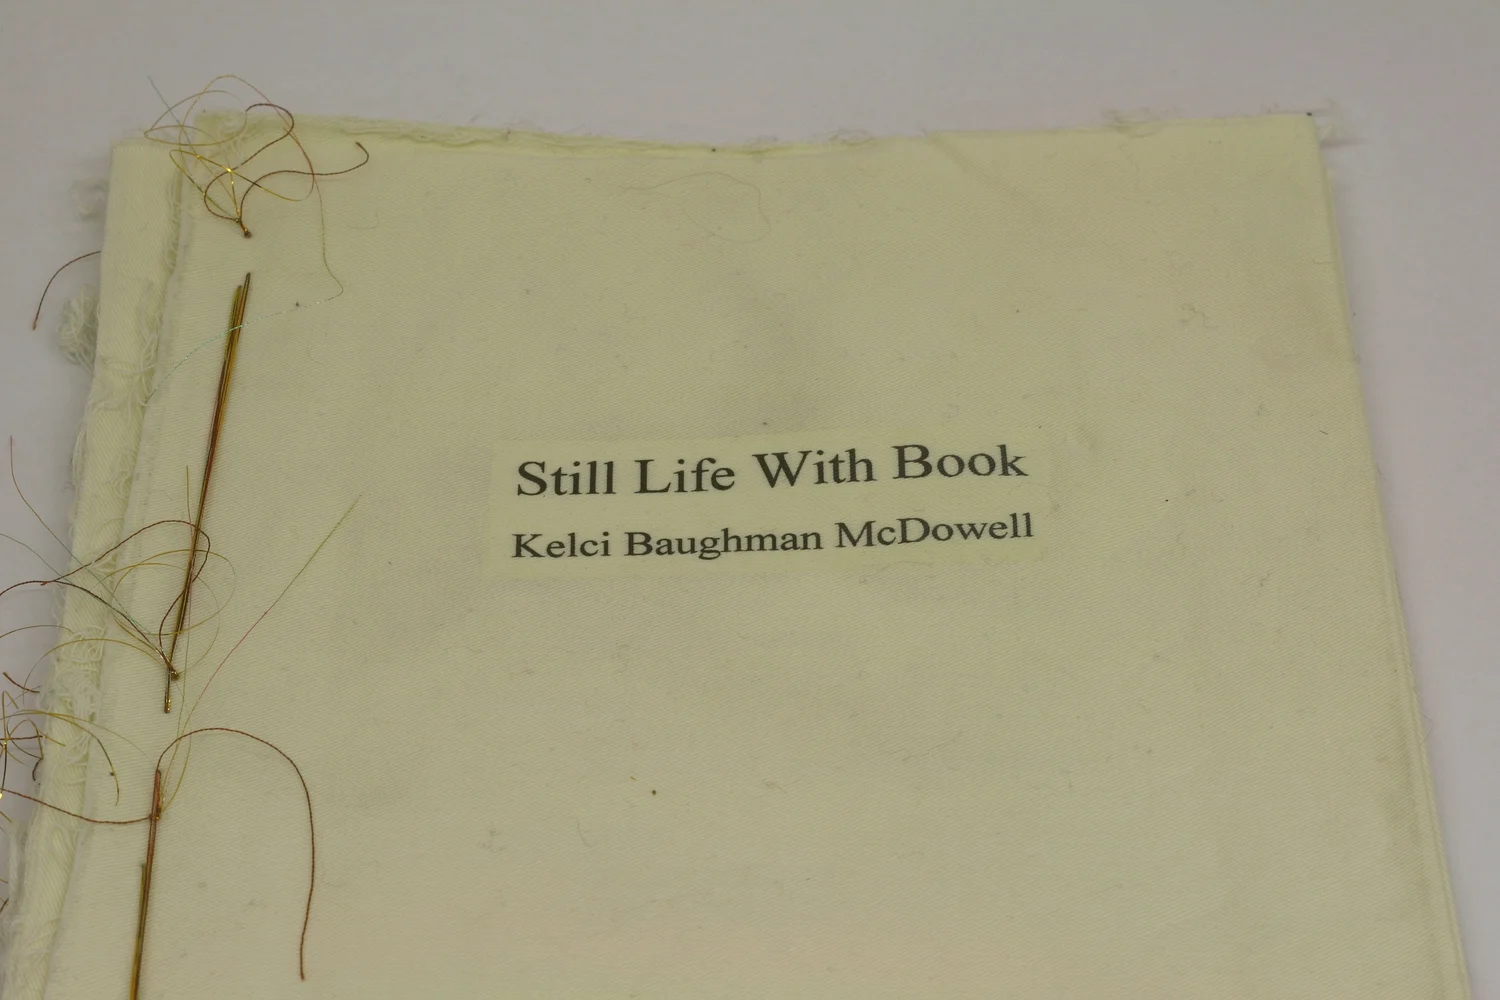 Still Life With Book
Kelci Baughman McDowell